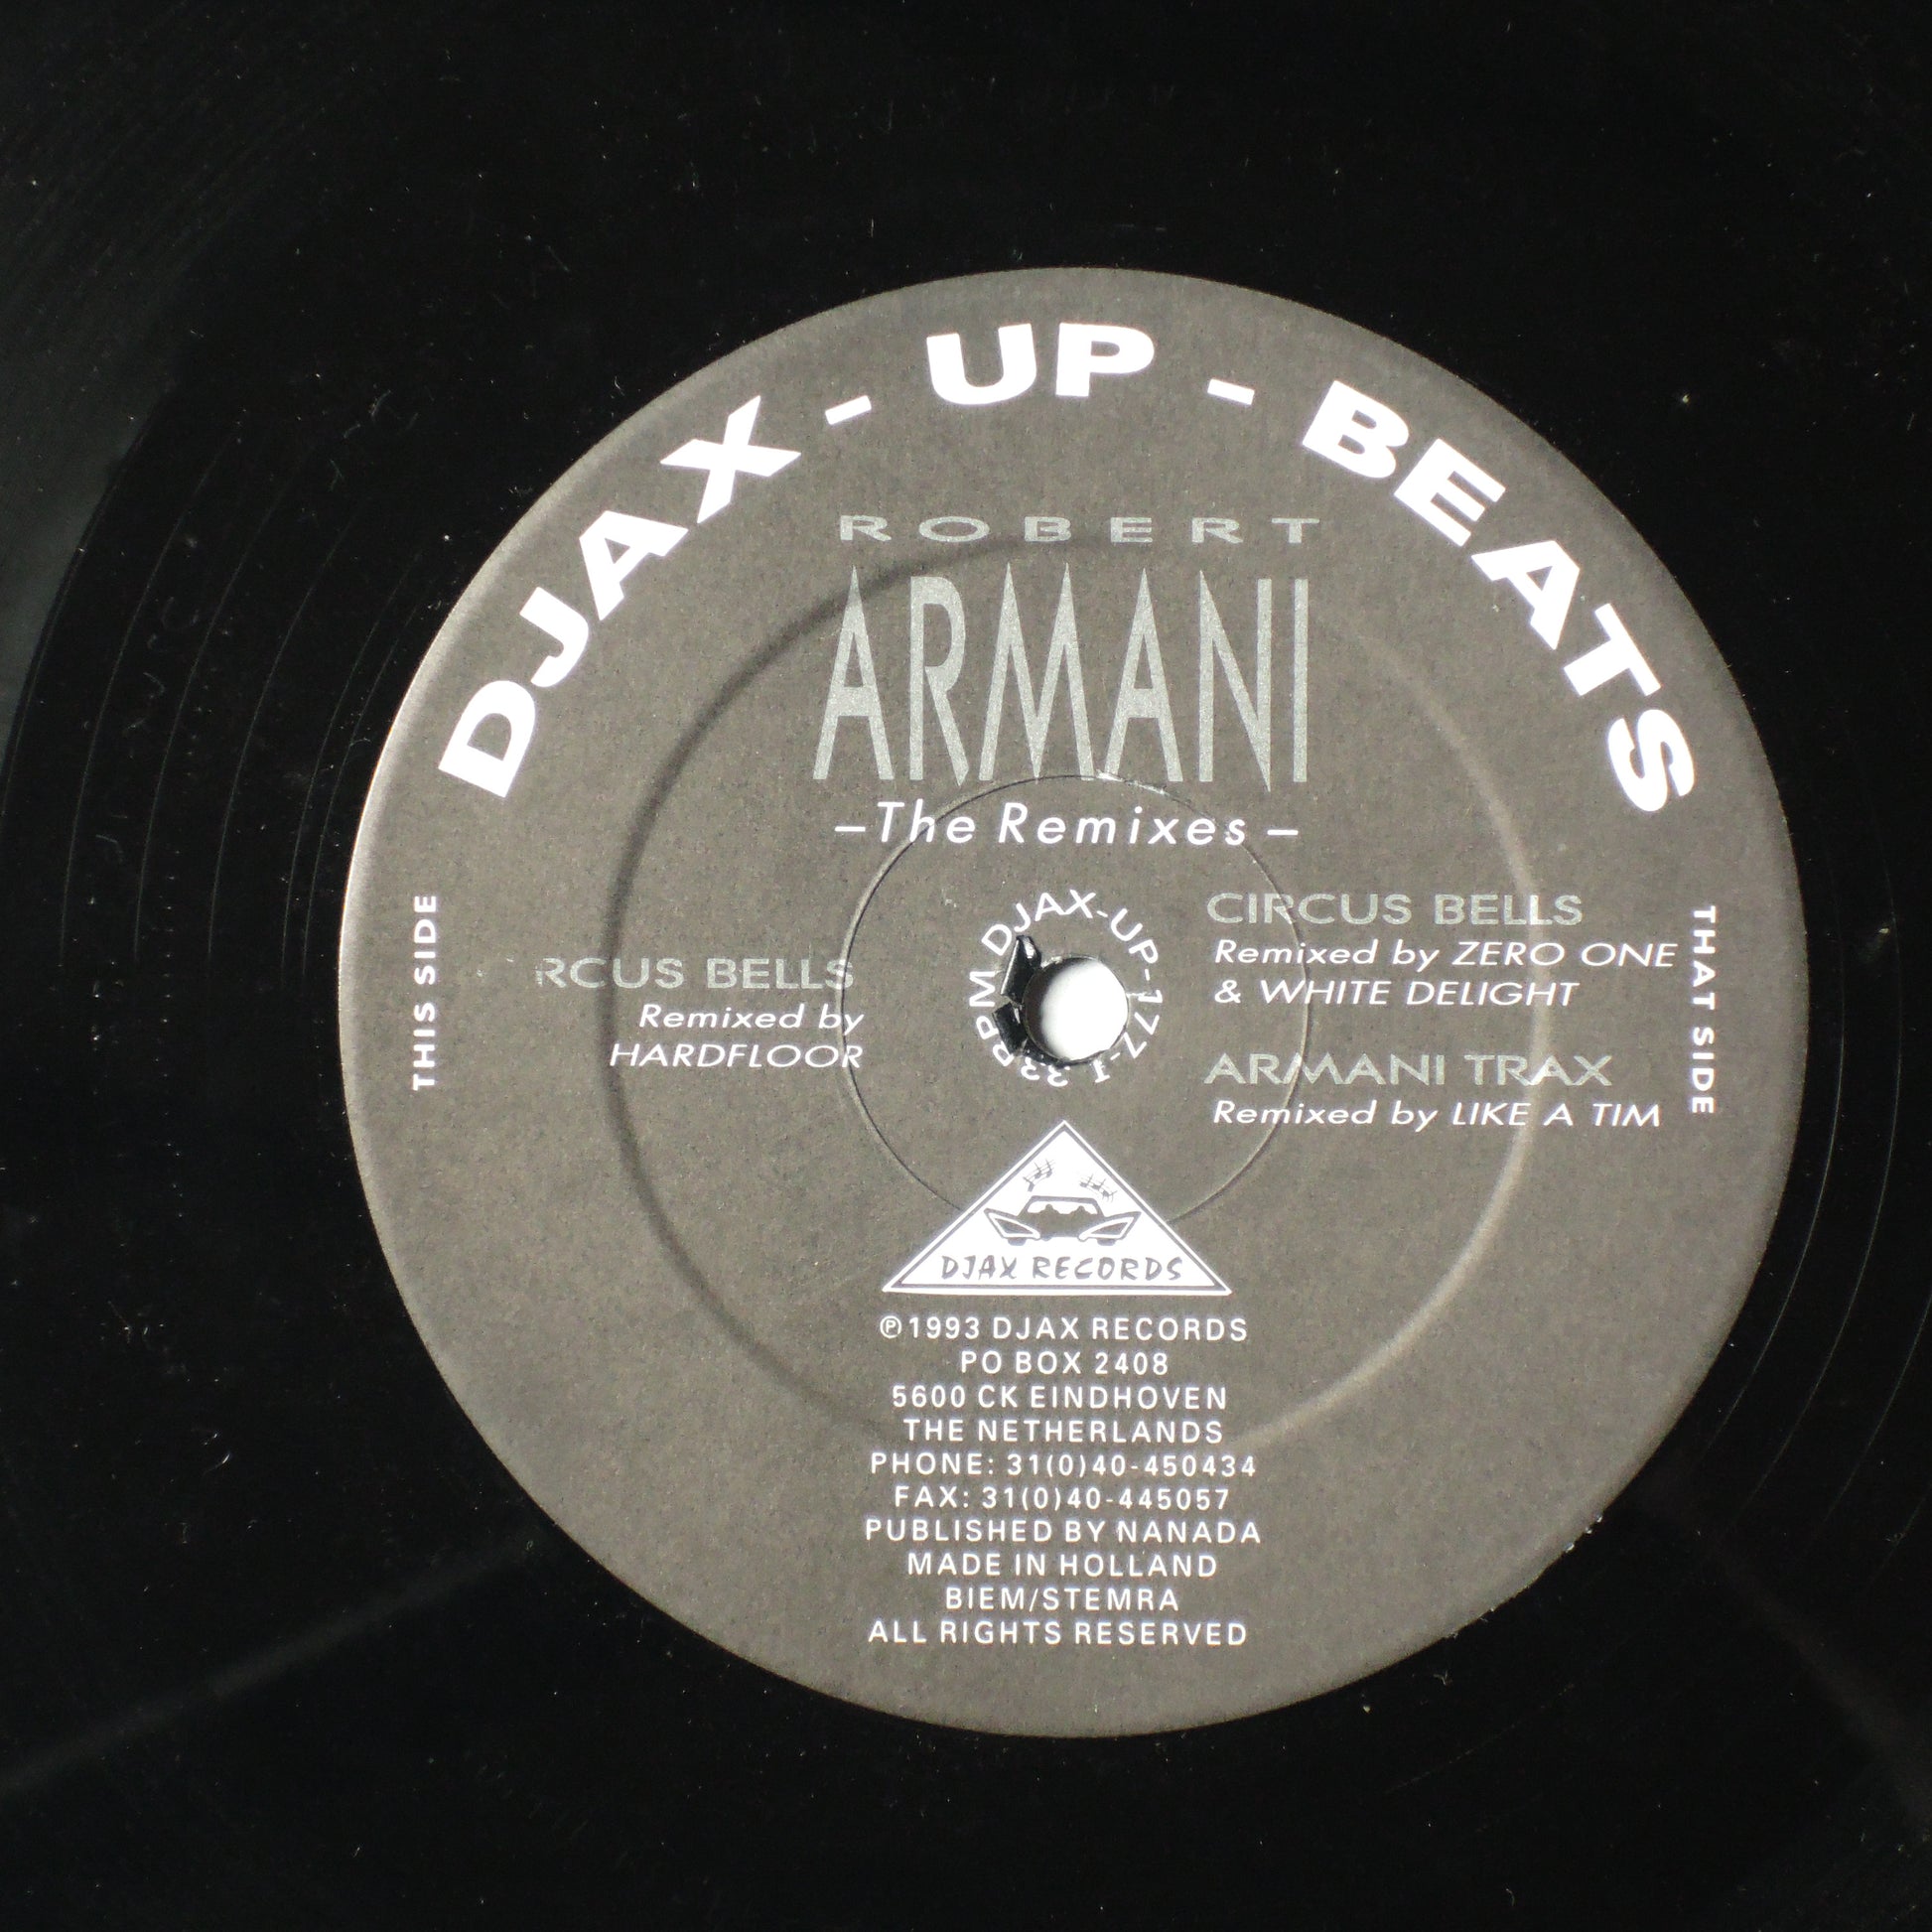 DJAX - UP - BEATS
ROBERT
ARMANI
–The Remixes –
THIS SIDE
RCUS BELLS
Remixed by
HARDFLOOR
DJAX-UP-177-1 33RPM
CIRCUS BELLS
Remixed by ZERO ONE
& WHITE DELIGHT
ARMANI TRAX
Remixed by LIKE A TIM
THAT SIDE
DJAX RECORDS
℗1993 DJAX RECORDS
PO BOX 2408
5600 CK EINDHOVEN
THE NETHERLANDS
PHONE: 31(0)40-450434
FAX: 31(0)40-445057
PUBLISHED BY NANADA
MADE IN HOLLAND
BIEM/STEMRA
ALL RIGHTS RESERVED